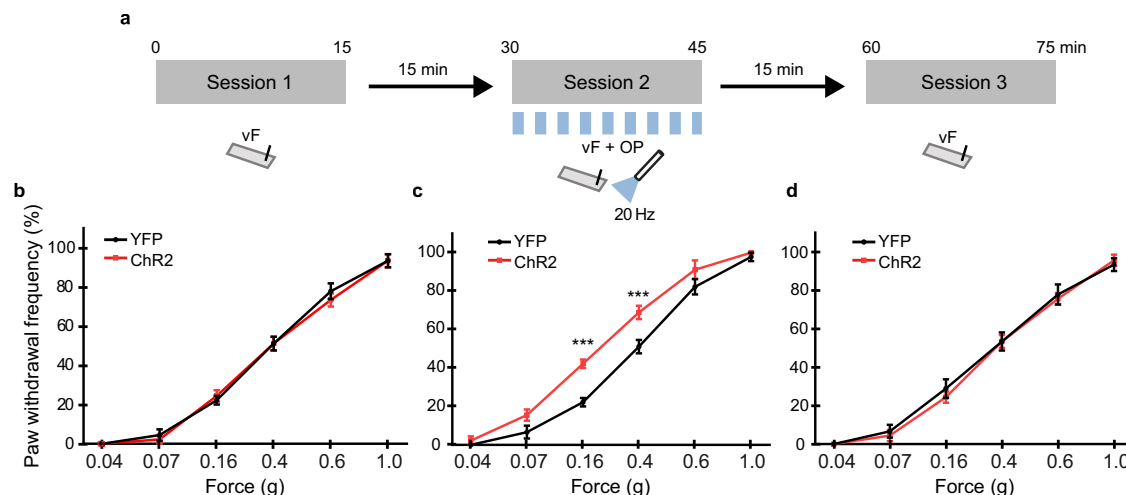 a
0 15 30 45 60 75 min
Session 1 15 min Session 2 15 min Session 3
vF vF + OP vF
20 Hz
b
Paw withdrawal frequency (%)
YFP
ChR2
100
80
60
40
20
0
0.04 0.07 0.16 0.4 0.6 1.0
Force (g)
c
YFP
ChR2
100
80
60
40
20
0
***
***
0.04 0.07 0.16 0.4 0.6 1.0
Force (g)
d
YFP
ChR2
100
80
60
40
20
0
0.04 0.07 0.16 0.4 0.6 1.0
Force (g)